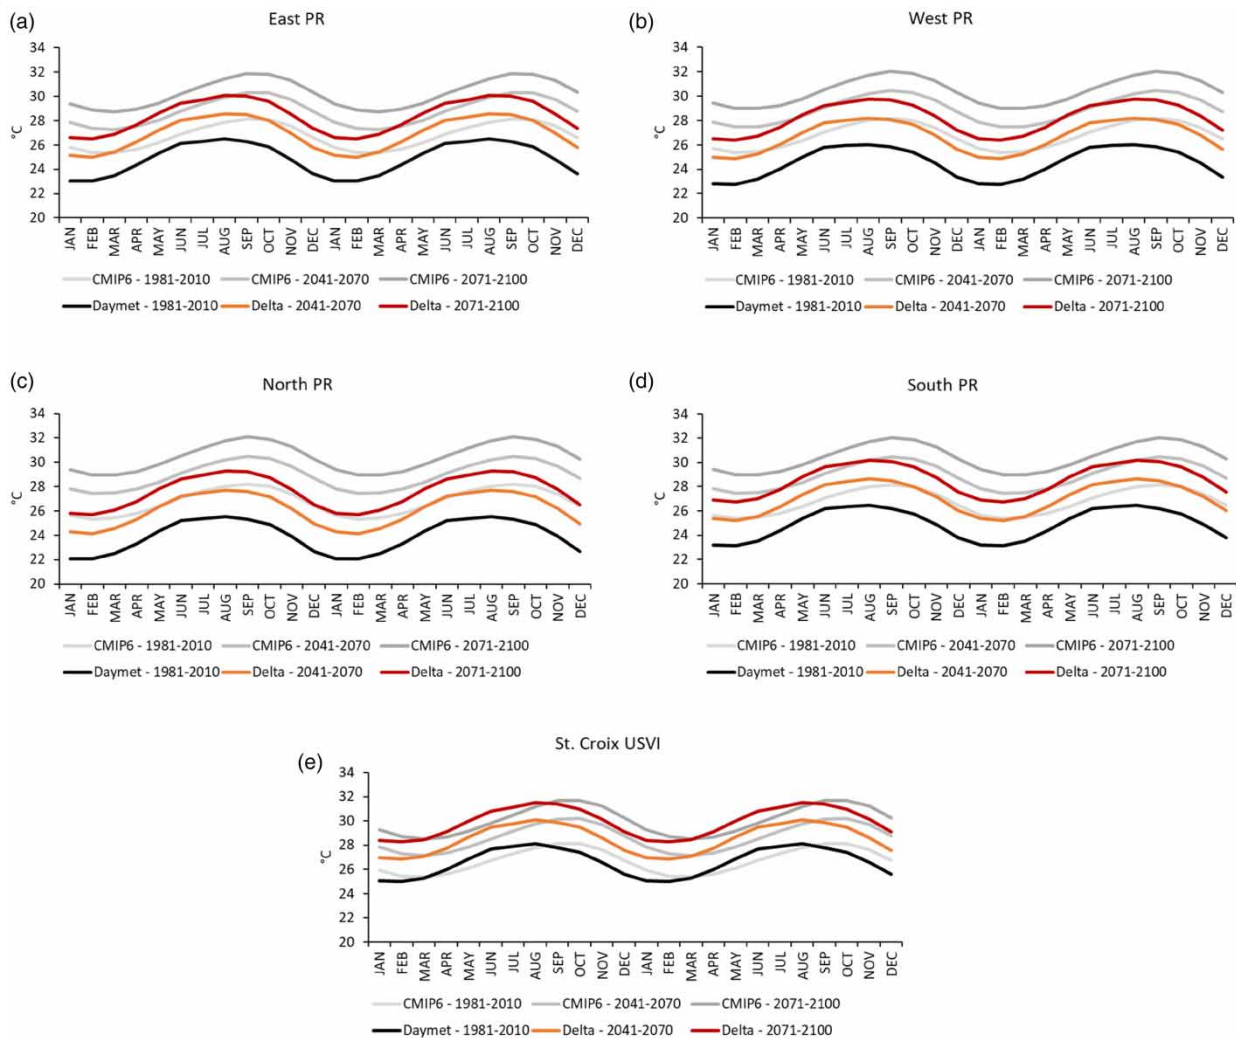 (a) East PR
34
32
30
28
26
24
22
20
°C
JAN FEB MAR APR MAY JUN JUL AUG SEP OCT NOV DEC JAN FEB MAR APR MAY JUN JUL AUG SEP OCT NOV DEC
CMIP6 - 1981-2010 CMIP6 - 2041-2070 CMIP6 - 2071-2100
Daymet - 1981-2010 Delta - 2041-2070 Delta - 2071-2100
(b) West PR
34
32
30
28
26
24
22
20
°C
JAN FEB MAR APR MAY JUN JUL AUG SEP OCT NOV DEC JAN FEB MAR APR MAY JUN JUL AUG SEP OCT NOV DEC
CMIP6 - 1981-2010 CMIP6 - 2041-2070 CMIP6 - 2071-2100
Daymet - 1981-2010 Delta - 2041-2070 Delta - 2071-2100
(c) North PR
34
32
30
28
26
24
22
20
°C
JAN FEB MAR APR MAY JUN JUL AUG SEP OCT NOV DEC JAN FEB MAR APR MAY JUN JUL AUG SEP OCT NOV DEC
CMIP6 - 1981-2010 CMIP6 - 2041-2070 CMIP6 - 2071-2100
Daymet - 1981-2010 Delta - 2041-2070 Delta - 2071-2100
(d) South PR
34
32
30
28
26
24
22
20
°C
JAN FEB MAR APR MAY JUN JUL AUG SEP OCT NOV DEC JAN FEB MAR APR MAY JUN JUL AUG SEP OCT NOV DEC
CMIP6 - 1981-2010 CMIP6 - 2041-2070 CMIP6 - 2071-2100
Daymet - 1981-2010 Delta - 2041-2070 Delta - 2071-2100
(e) St. Croix USVI
34
32
30
28
26
24
22
20
°C
JAN FEB MAR APR MAY JUN JUL AUG SEP OCT NOV DEC JAN FEB MAR APR MAY JUN JUL AUG SEP OCT NOV DEC
CMIP6 - 1981-2010 CMIP6 - 2041-2070 CMIP6 - 2071-2100
Daymet - 1981-2010 Delta - 2041-2070 Delta - 2071-2100